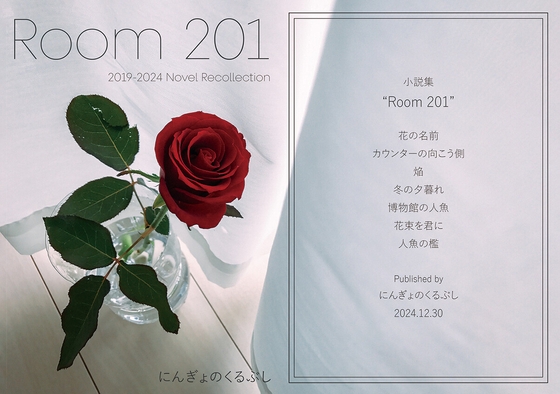 Room 201
2019-2024 Novel Recollection
にんぎょのくるぶし
小説集
“Room 201”
花の名前
カウンターの向こう側
焔
冬の夕暮れ
博物館の人魚
花束を君に
人魚の檻
Published by
にんぎょのくるぶし
2024.12.30